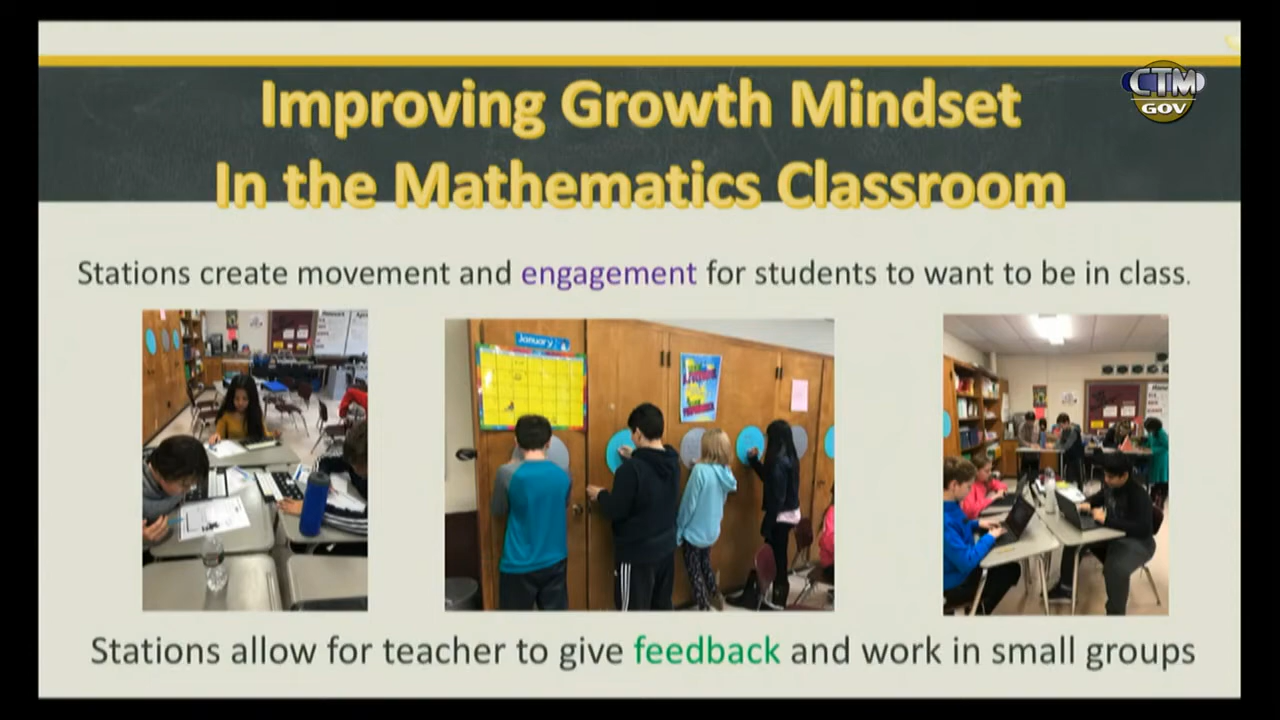 Improving Growth Mindset
In the Mathematics Classroom
CTM
GOV
Stations create movement and engagement for students to want to be in class.
January
Stations allow for teacher to give feedback and work in small groups